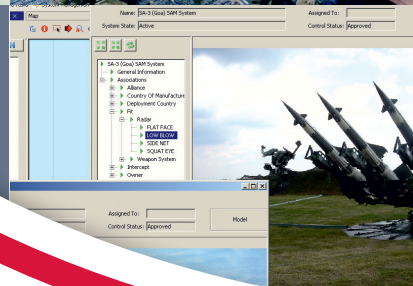 Name: SA-3 (Goa) SAM System
Assigned To:
Map
System State: Active
Control Status: Approved
SA-3 (Goa) SAM System
General Information
Associations
Alliance
Country Of Manufacture
Deployment Country
Fit
Radar
FLAT FACE
LOW BLOW
SIDE NET
SQUAT EYE
Weapon System
Intercept
Owner
Assigned To:
Model
Control Status: Approved